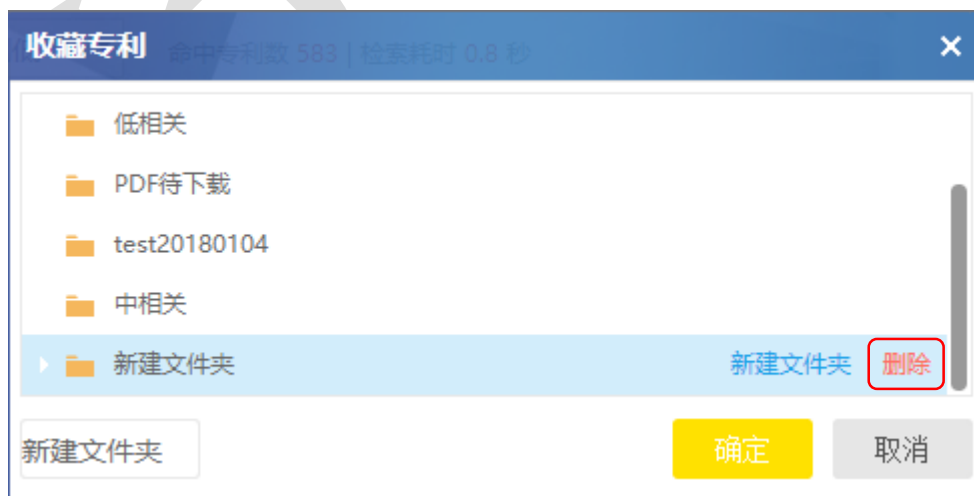 收藏专利
命中专利数 583 | 检索耗时 0.8 秒
低相关
PDF待下载
test20180104
中相关
新建文件夹 新建文件夹 删除
新建文件夹 确定 取消